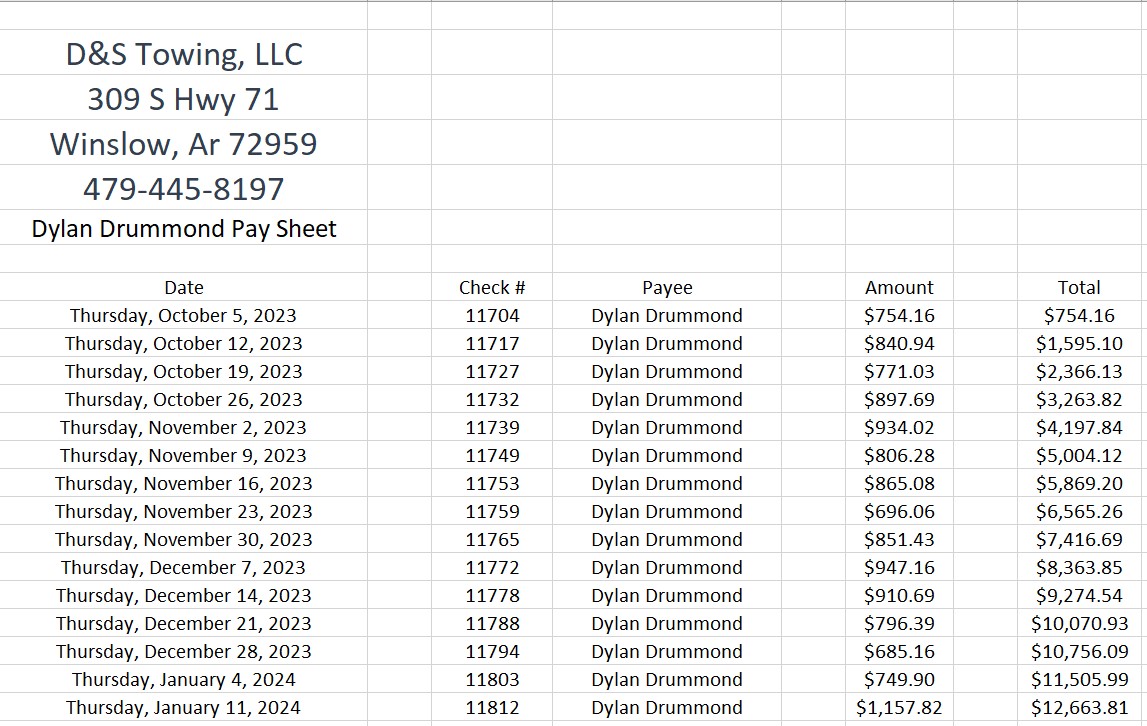 D&S Towing, LLC
309 S Hwy 71
Winslow, Ar 72959
479-445-8197
Dylan Drummond Pay Sheet
Date Check # Payee Amount Total
Thursday, October 5, 2023 11704 Dylan Drummond $754.16 $754.16
Thursday, October 12, 2023 11717 Dylan Drummond $840.94 $1,595.10
Thursday, October 19, 2023 11727 Dylan Drummond $771.03 $2,366.13
Thursday, October 26, 2023 11732 Dylan Drummond $897.69 $3,263.82
Thursday, November 2, 2023 11739 Dylan Drummond $934.02 $4,197.84
Thursday, November 9, 2023 11749 Dylan Drummond $806.28 $5,004.12
Thursday, November 16, 2023 11753 Dylan Drummond $865.08 $5,869.20
Thursday, November 23, 2023 11759 Dylan Drummond $696.06 $6,565.26
Thursday, November 30, 2023 11765 Dylan Drummond $851.43 $7,416.69
Thursday, December 7, 2023 11772 Dylan Drummond $947.16 $8,363.85
Thursday, December 14, 2023 11778 Dylan Drummond $910.69 $9,274.54
Thursday, December 21, 2023 11788 Dylan Drummond $796.39 $10,070.93
Thursday, December 28, 2023 11794 Dylan Drummond $685.16 $10,756.09
Thursday, January 4, 2024 11803 Dylan Drummond $749.90 $11,505.99
Thursday, January 11, 2024 11812 Dylan Drummond $1,157.82 $12,663.81